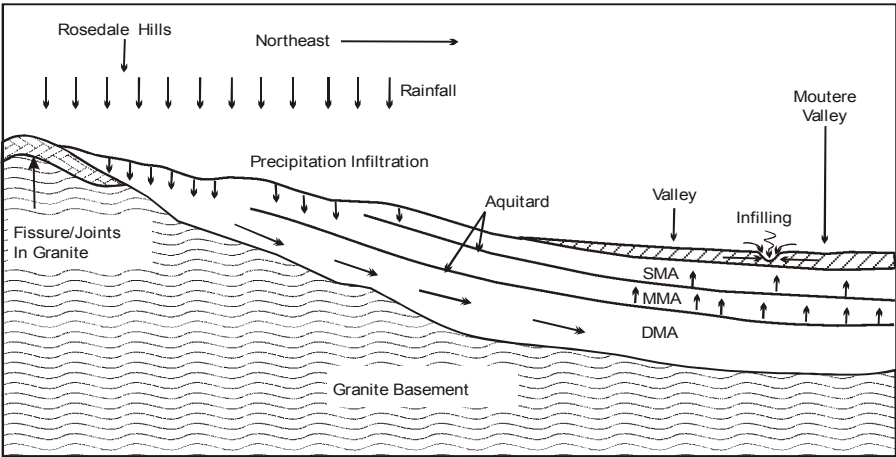 Rosedale Hills
Northeast
Rainfall
Moutere
Valley
Precipitation Infiltration
Aquitard
Valley
Infilling
Fissure/Joints
In Granite
SMA
MMA
DMA
Granite Basement